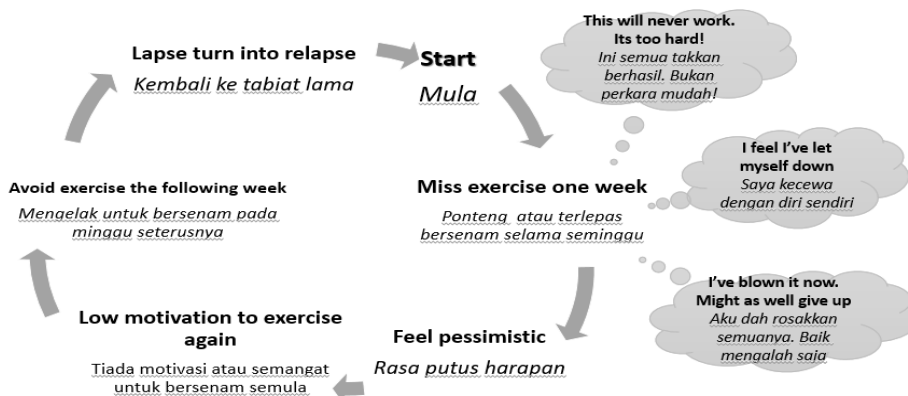 Start
Mula
This will never work.
Its too hard!
Ini semua takkan
berhasil. Bukan
perkara mudah!
I feel I've let
myself down
Saya kecewa
dengan diri sendiri
I've blown it now.
Might as well give up
Aku dah rosakkan
semuanya. Baik
mengalah saja
Miss exercise one week
Ponteng atau terlepas
bersenam selama seminggu
Feel pessimistic
Rasa putus harapan
Low motivation to exercise
again
Tiada motivasi atau semangat
untuk bersenam semula
Avoid exercise the following week
Mengelak untuk bersenam pada
minggu seterusnya
Lapse turn into relapse
Kembali ke tabiat lama